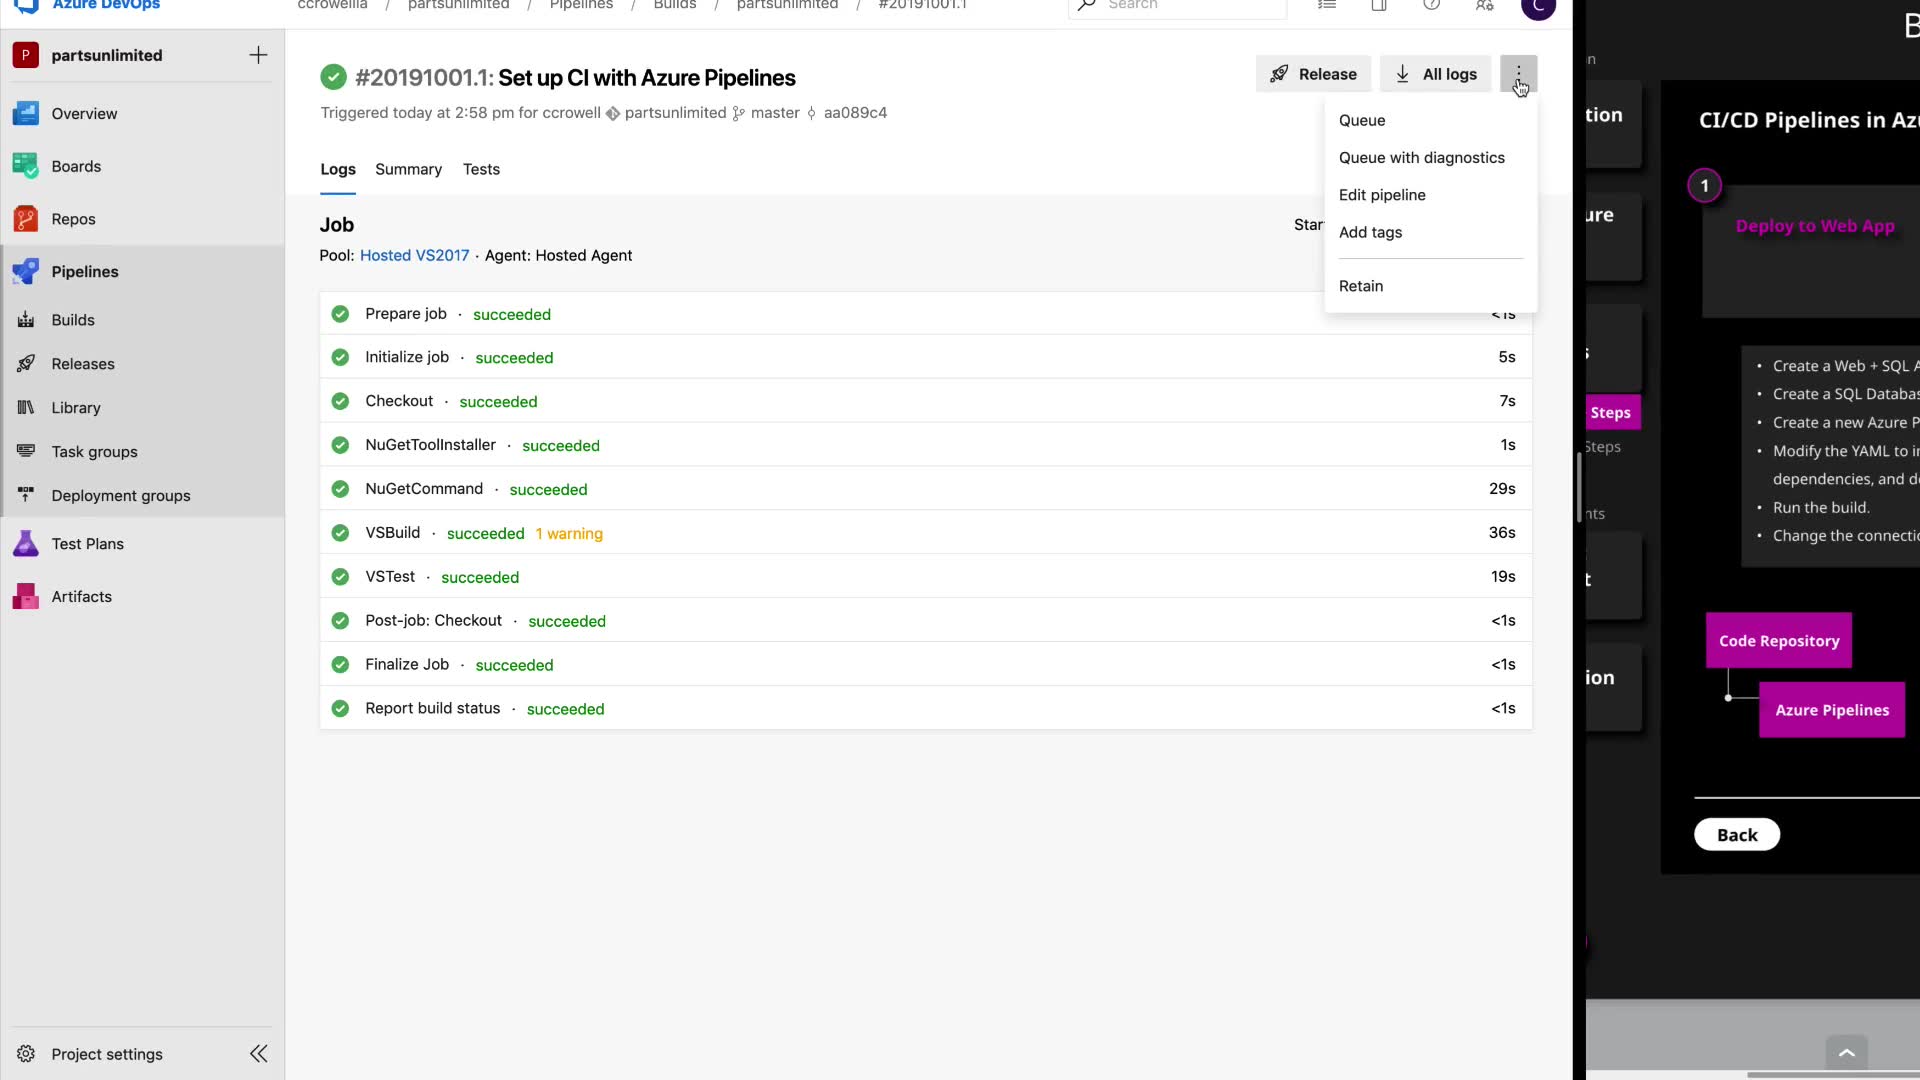 Azure DevOps
partsunlimited / Pipelines / Builds / partsunlimited / #20191001.1
Search
C
P partsunlimited
Overview
Boards
Repos
Pipelines
Builds
Releases
Library
Task groups
Deployment groups
Test Plans
Artifacts
Project settings
#20191001.1: Set up CI with Azure Pipelines
Triggered today at 2:58 pm for ccrowell partsunlimited master aa089c4
Release
All logs
Queue
Queue with diagnostics
Edit pipeline
Add tags
Retain
Logs Summary Tests
Job
Star
Pool: Hosted VS2017 · Agent: Hosted Agent
Prepare job · succeeded <1s
Initialize job · succeeded 5s
Checkout · succeeded 7s
NuGetToolInstaller · succeeded 1s
NuGetCommand · succeeded 29s
VSBuild · succeeded 1 warning 36s
VSTest · succeeded 19s
Post-job: Checkout · succeeded <1s
Finalize Job · succeeded <1s
Report build status · succeeded <1s
B
n
tion
ure
s
Steps
Steps
nts
t
ion
CI/CD Pipelines in Azu
1
Deploy to Web App
• Create a Web + SQL A
• Create a SQL Databas
• Create a new Azure P
• Modify the YAML to i
dependencies, and d
• Run the build.
• Change the connectio
Code Repository
Azure Pipelines
Back